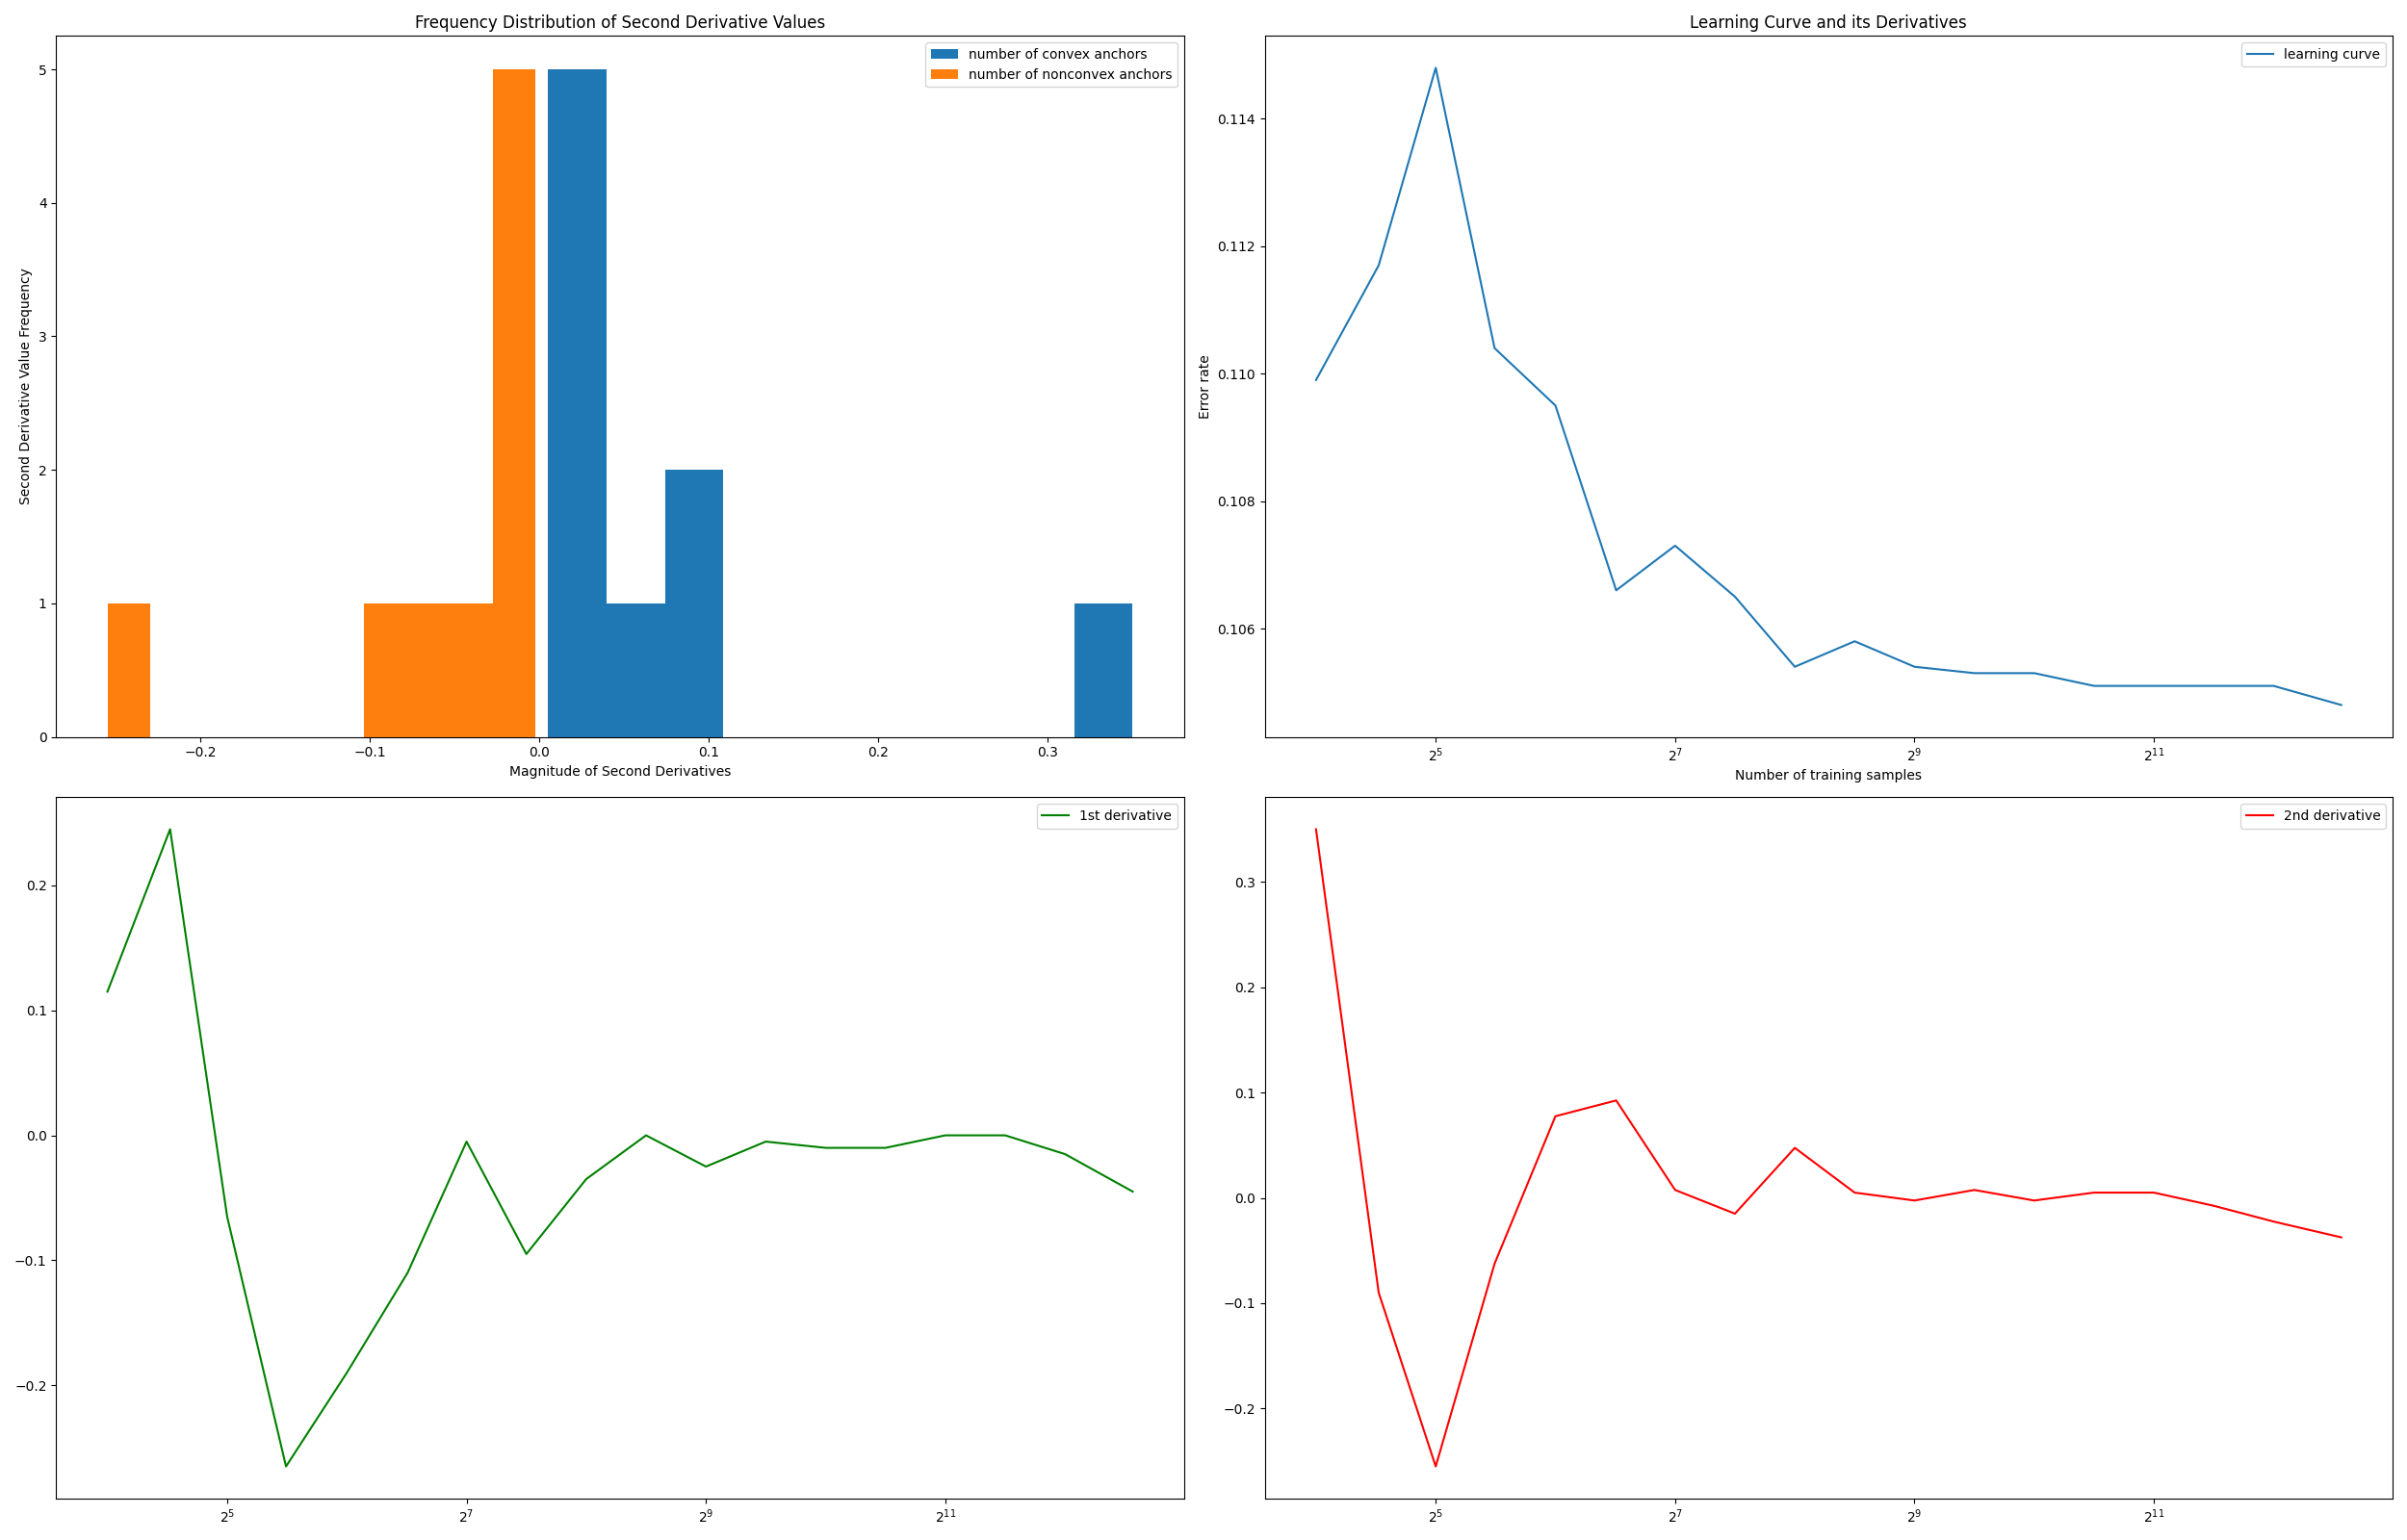 Frequency Distribution of Second Derivative Values
number of convex anchors
number of nonconvex anchors
5
4
3
2
1
0
Second Derivative Value Frequency
−0.2 −0.1 0.0 0.1 0.2 0.3
Magnitude of Second Derivatives
Learning Curve and its Derivatives
learning curve
0.114
0.112
0.110
0.108
0.106
Error rate
2^5 2^7 2^9 2^11
Number of training samples
1st derivative
0.2
0.1
0.0
−0.1
−0.2
2^5 2^7 2^9 2^11
2nd derivative
0.3
0.2
0.1
0.0
−0.1
−0.2
2^5 2^7 2^9 2^11